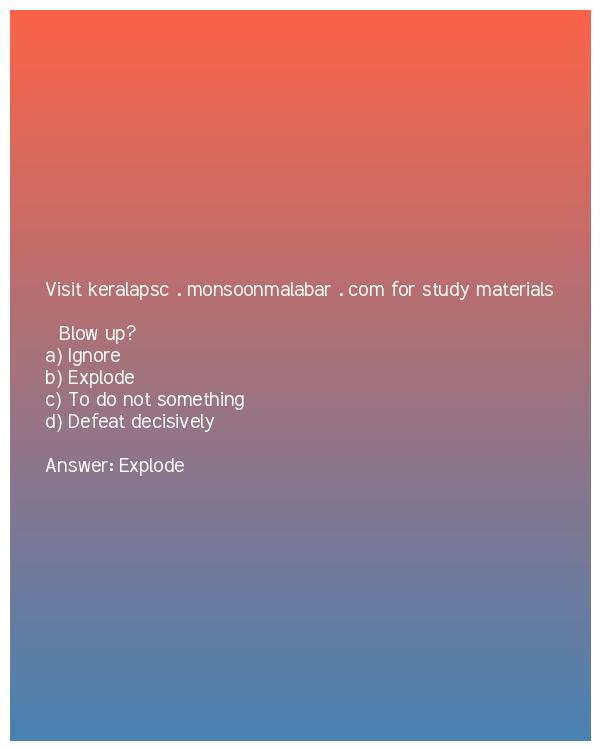 Visit keralapsc . monsoonmalabar . com for study materials
Blow up?
a) Ignore
b) Explode
c) To do not something
d) Defeat decisively
Answer: Explode